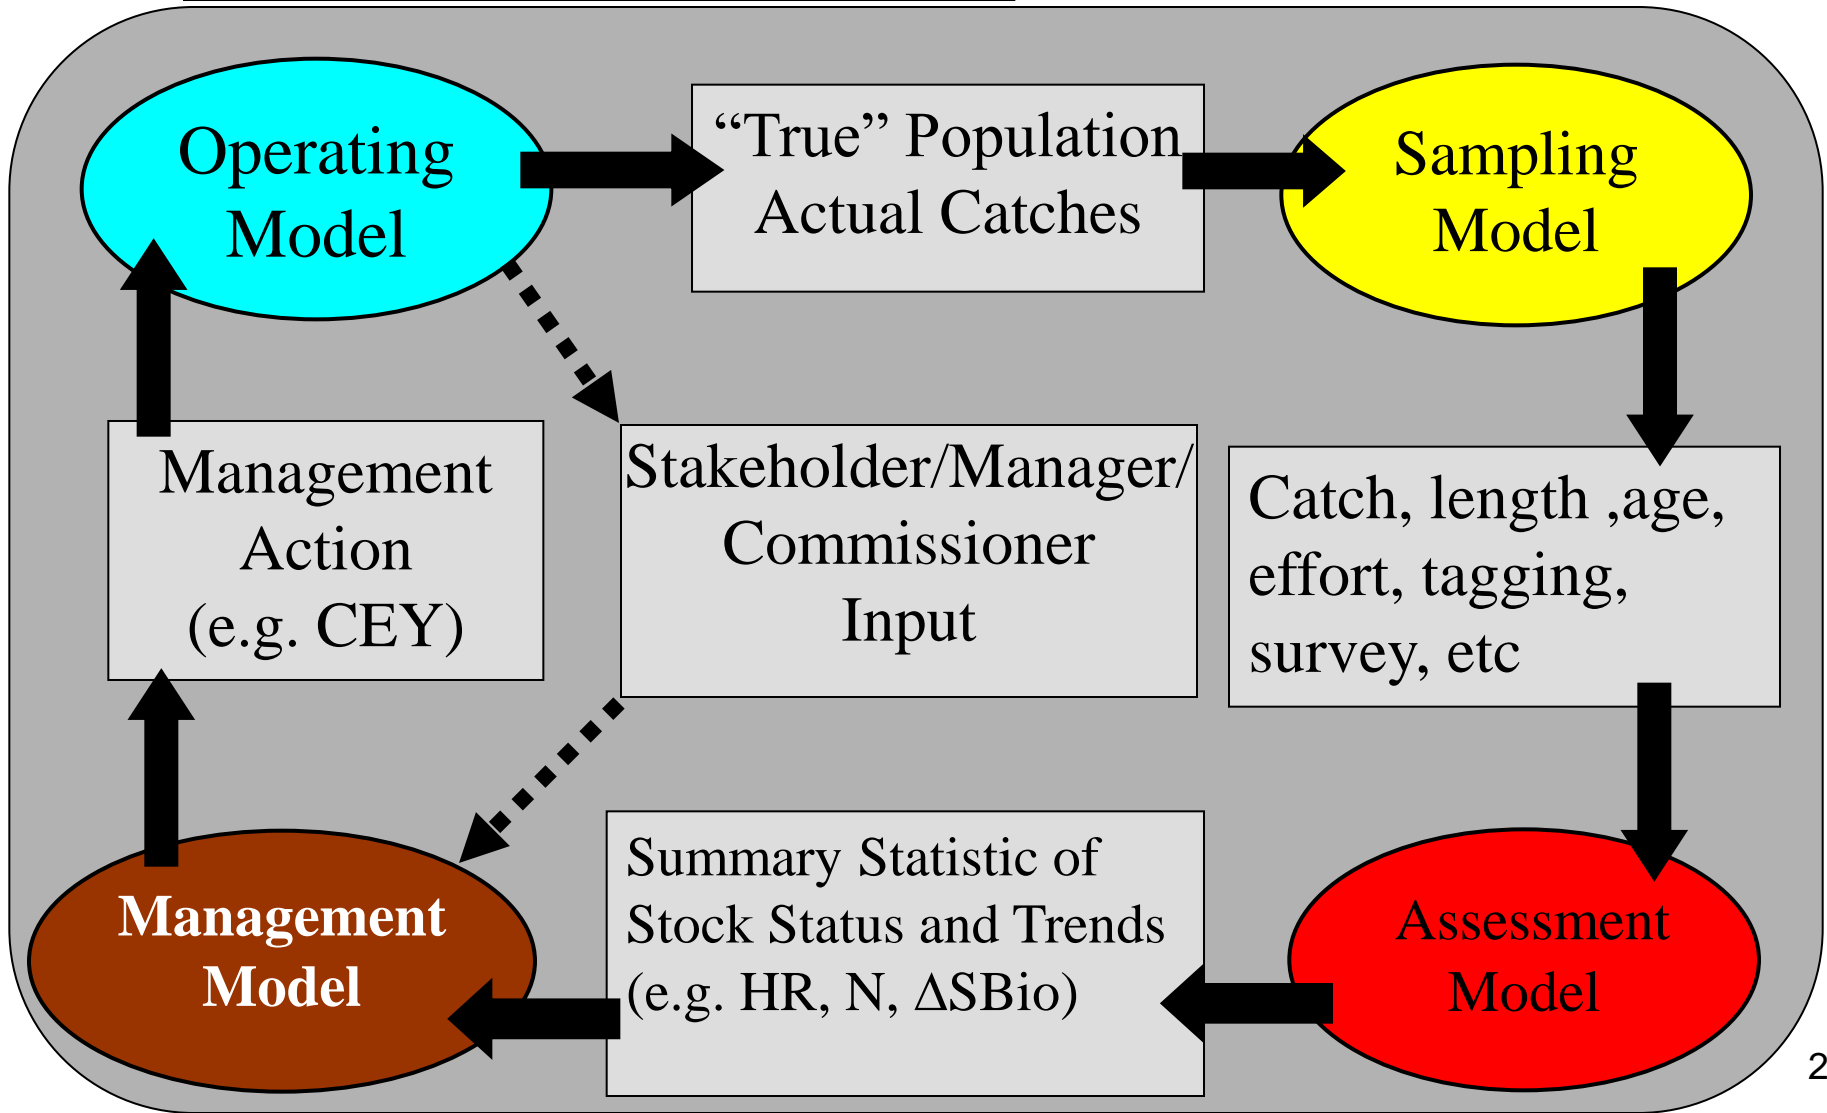 Operating
Model
“True” Population
Actual Catches
Sampling
Model
Management
Action
(e.g. CEY)
Stakeholder/Manager/
Commissioner
Input
Catch, length ,age,
effort, tagging,
survey, etc
Management
Model
Summary Statistic of
Stock Status and Trends
(e.g. HR, N, ΔSBio)
Assessment
Model
2